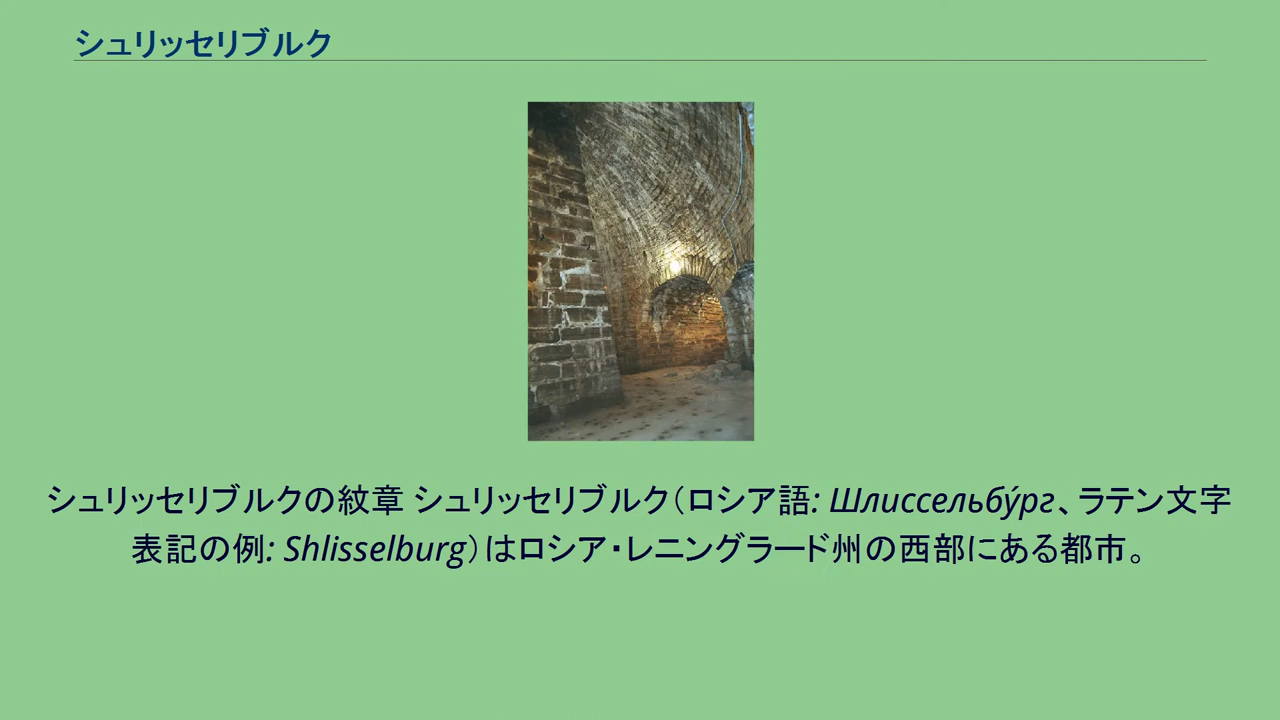 シュリッセリブルク
シュリッセリブルクの紋章 シュリッセリブルク（ロシア語: Шлиссельбу́рг、ラテン文字
表記の例: Shlisselburg）はロシア・レニングラード州の西部にある都市。